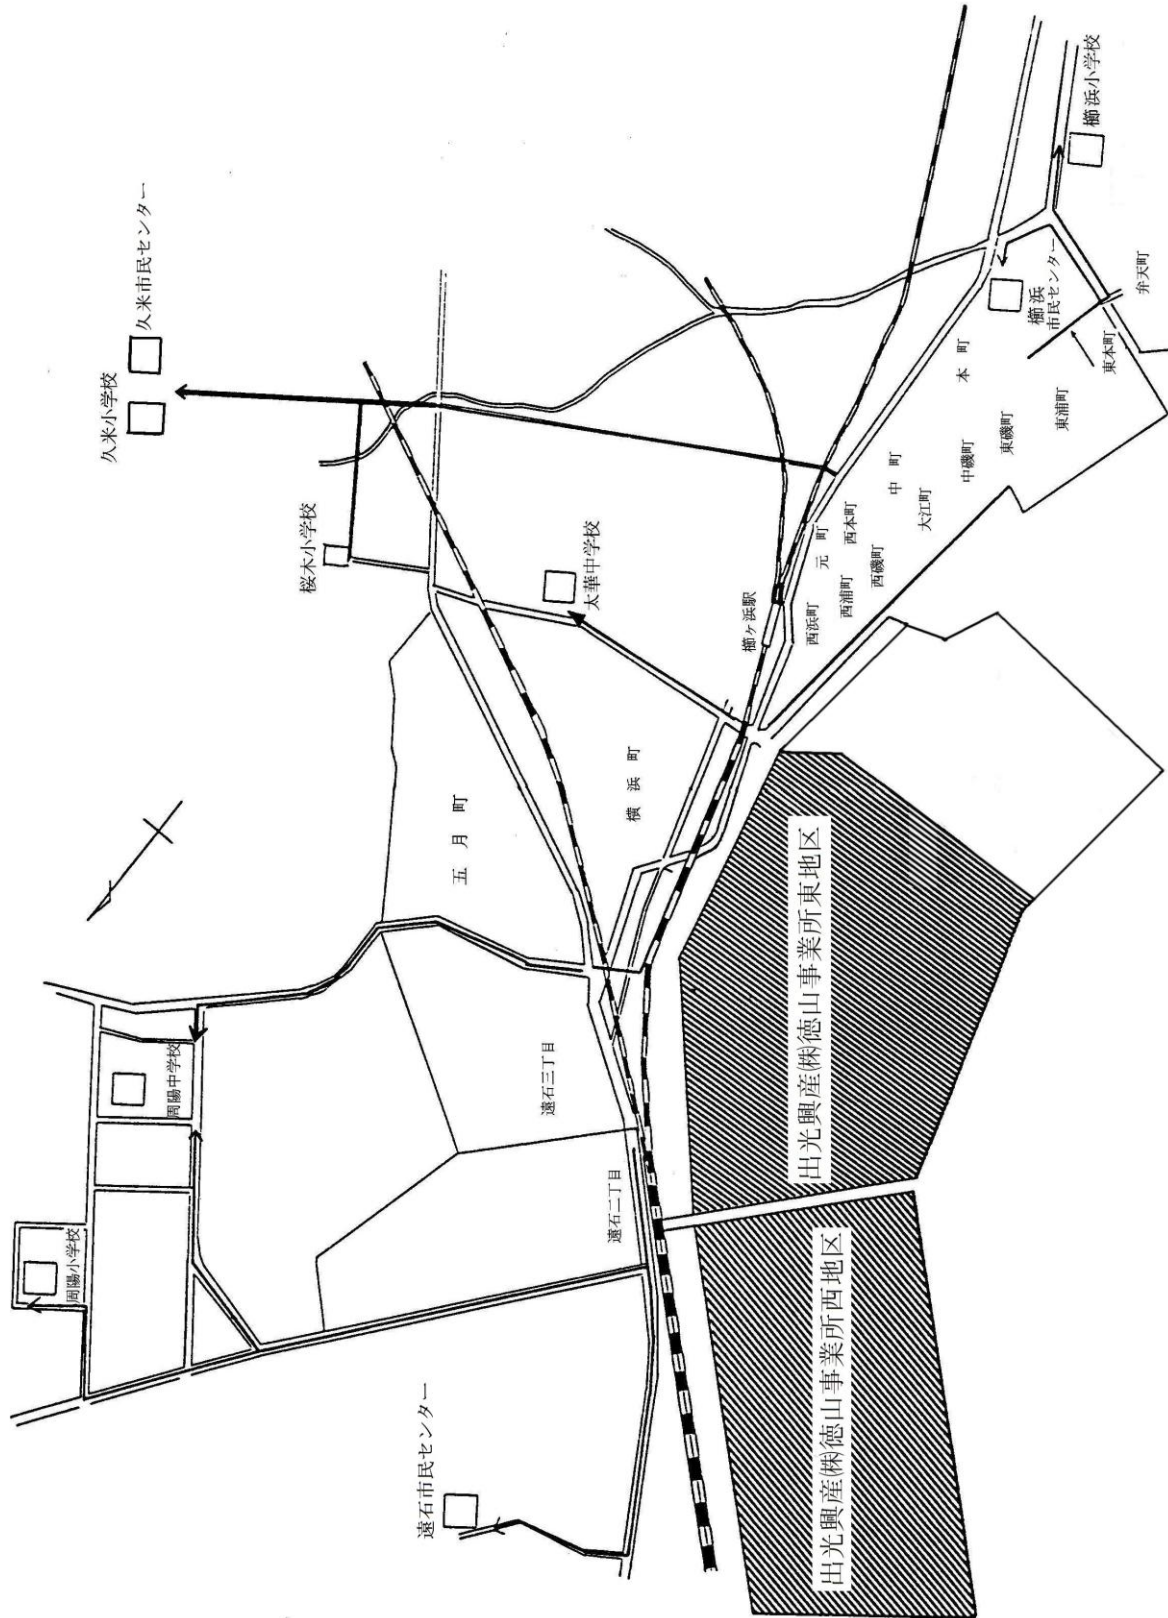 周陽小学校
周陽中学校
遠石市民センター
遠石二丁目
遠石三丁目
五月町
横浜町
桜木小学校
久米小学校
久米市民センター
太華中学校
櫛ヶ浜駅
西浜町
元町
西浦町
西本町
西磯町
中町
大江町
本町
中磯町
東磯町
東浦町
東本町
弁天町
櫛浜
市民センター
櫛浜小学校
出光興産㈱徳山事業所西地区
出光興産㈱徳山事業所東地区